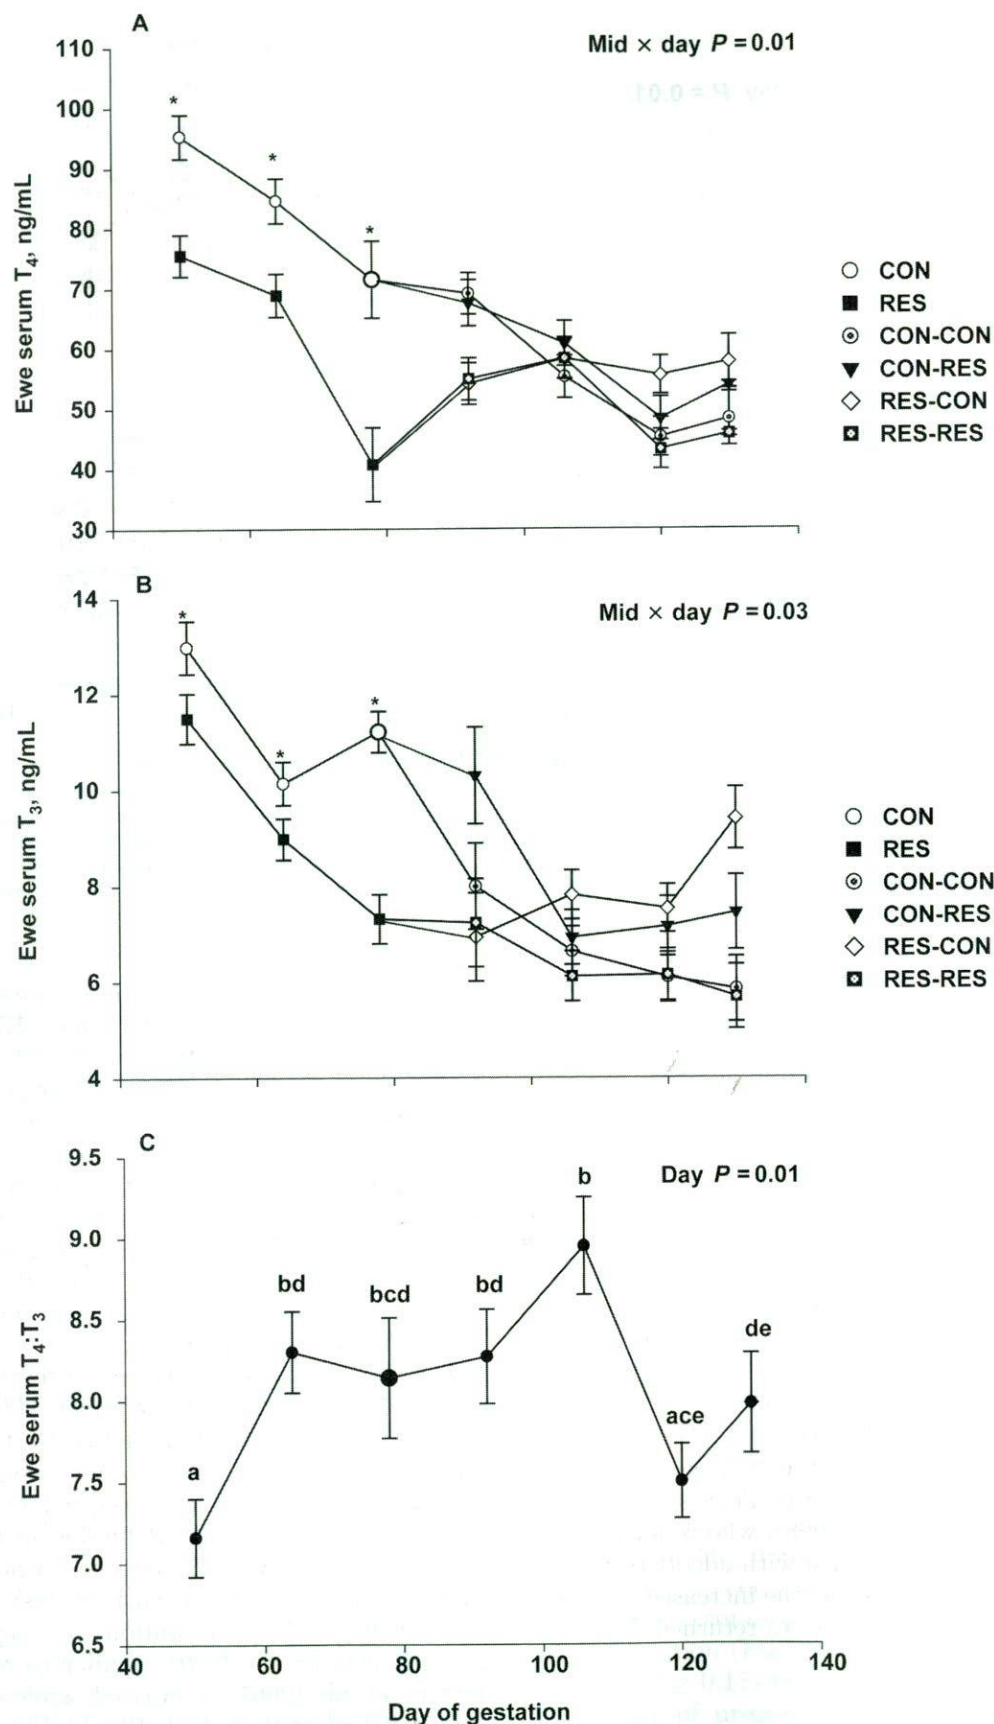 A
Mid × day P = 0.01
110
100
90
80
70
60
50
40
30
Ewe serum T4, ng/mL
*
*
*
CON
RES
CON-CON
CON-RES
RES-CON
RES-RES
B
Mid × day P = 0.03
14
12
10
8
6
4
Ewe serum T3, ng/mL
*
*
*
CON
RES
CON-CON
CON-RES
RES-CON
RES-RES
C
Day P = 0.01
9.5
9.0
8.5
8.0
7.5
7.0
6.5
Ewe serum T4:T3
a
bd
bcd
bd
b
ace
de
40
60
80
100
120
140
Day of gestation